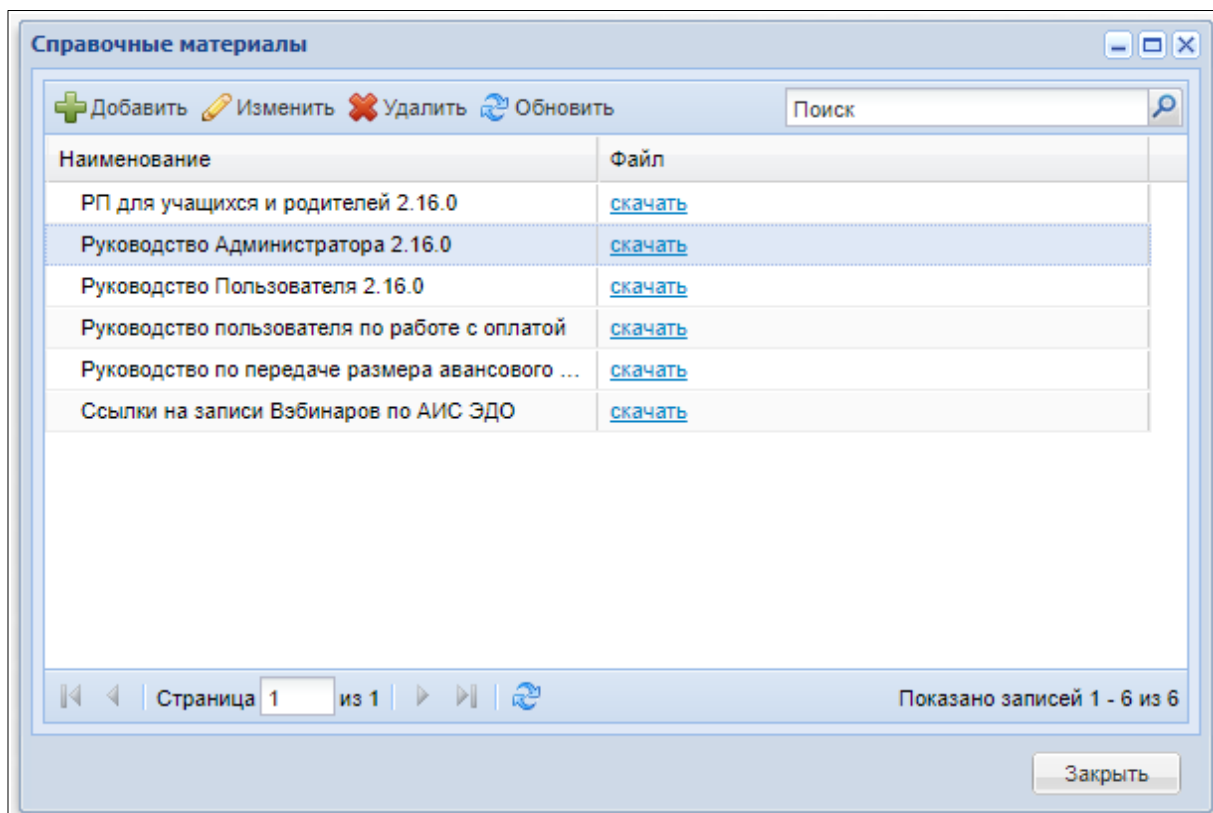 Справочные материалы
Добавить Изменить Удалить Обновить Поиск
Наименование Файл
РП для учащихся и родителей 2.16.0 скачать
Руководство Администратора 2.16.0 скачать
Руководство Пользователя 2.16.0 скачать
Руководство пользователя по работе с оплатой скачать
Руководство по передаче размера авансового ... скачать
Ссылки на записи Вэбинаров по АИС ЭДО скачать
Страница 1 из 1 Показано записей 1 - 6 из 6
Закрыть